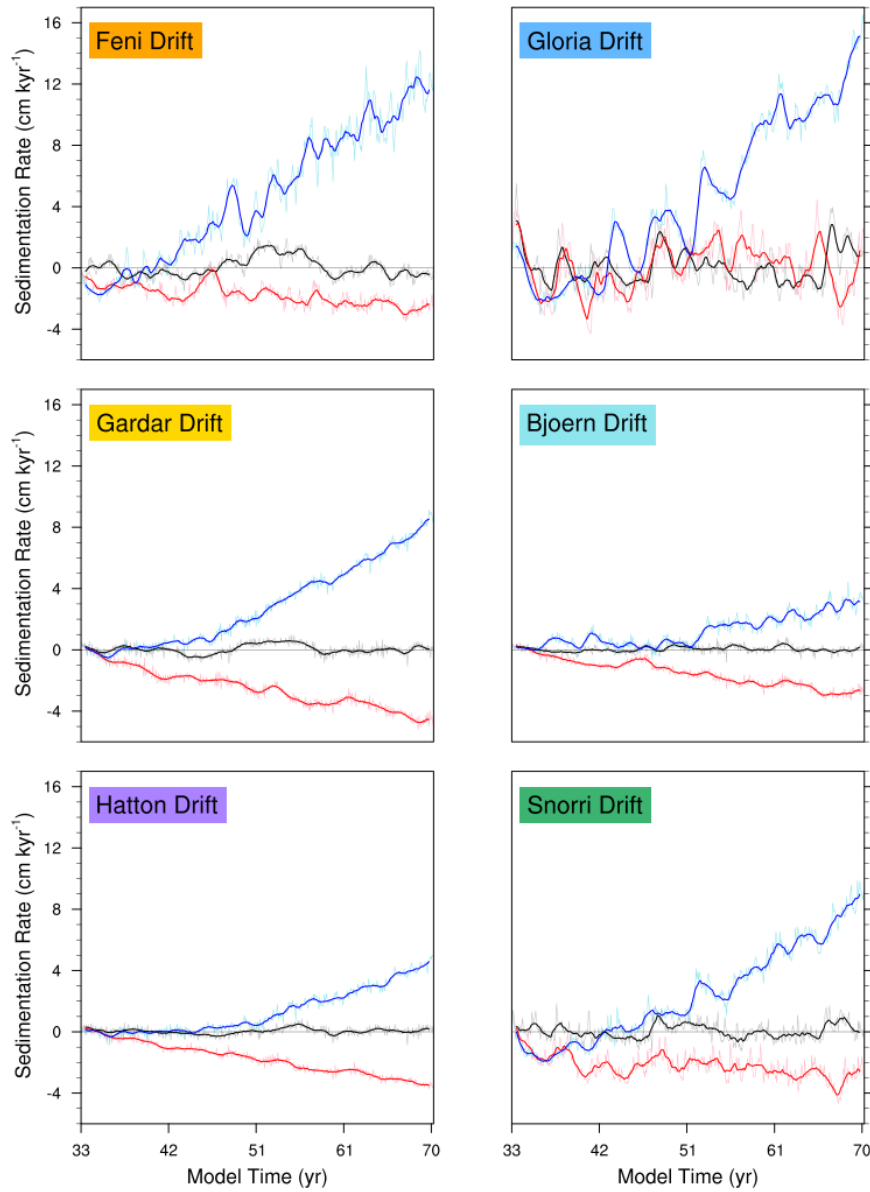 Feni Drift
Gloria Drift
16
12
8
4
0
-4
Sedimentation Rate (cm kyr⁻¹)
Gardar Drift
Bjoern Drift
16
12
8
4
0
-4
Sedimentation Rate (cm kyr⁻¹)
Hatton Drift
Snorri Drift
16
12
8
4
0
-4
Sedimentation Rate (cm kyr⁻¹)
33 42 51 61 70
33 42 51 61 70
Model Time (yr)
Model Time (yr)